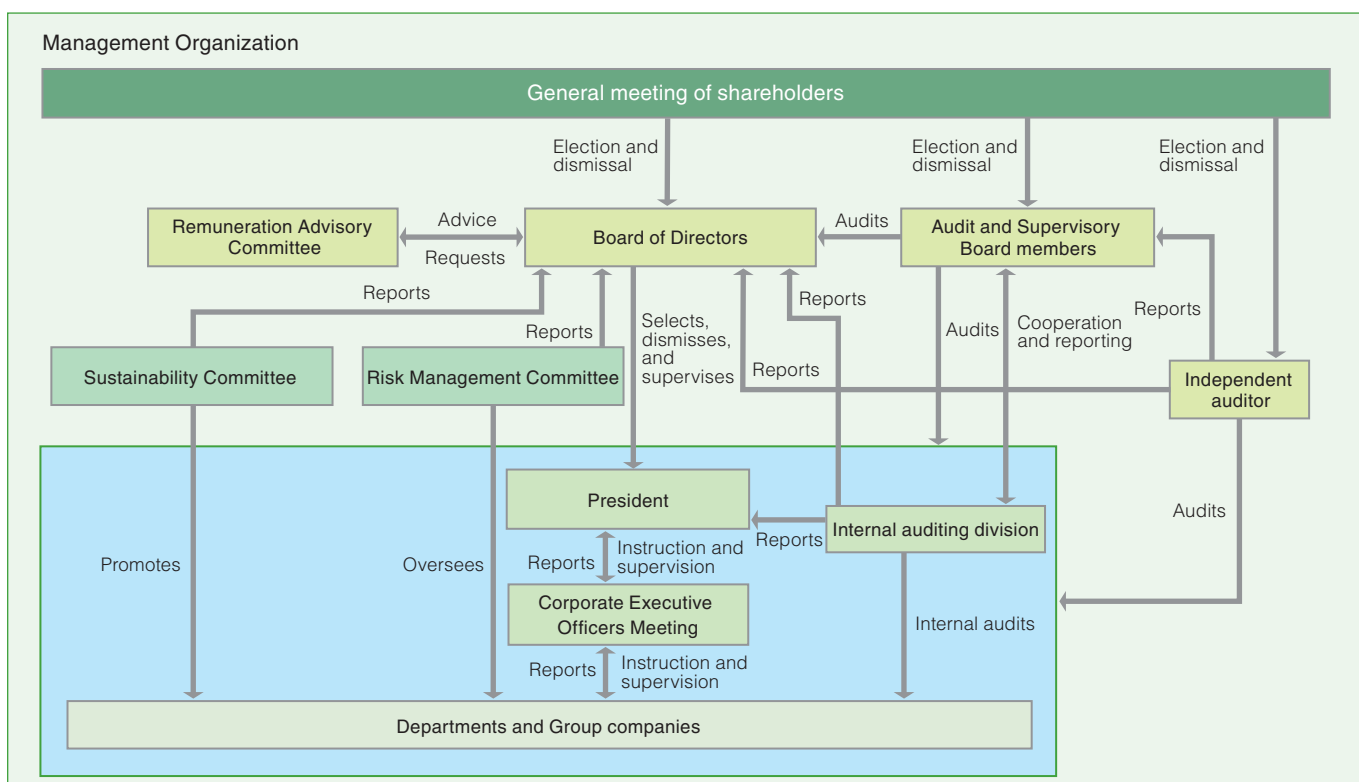 Management Organization
General meeting of shareholders
Election and
dismissal
Election and
dismissal
Election and
dismissal
Remuneration Advisory
Committee
Advice
Requests
Board of Directors
Audits
Audit and Supervisory
Board members
Reports
Reports
Selects,
dismisses,
and
supervises
Reports
Reports
Audits
Cooperation
and reporting
Reports
Sustainability Committee
Risk Management Committee
Independent
auditor
President
Internal auditing division
Reports
Audits
Promotes
Oversees
Reports
Instruction and
supervision
Corporate Executive
Officers Meeting
Internal audits
Reports
Instruction and
supervision
Departments and Group companies